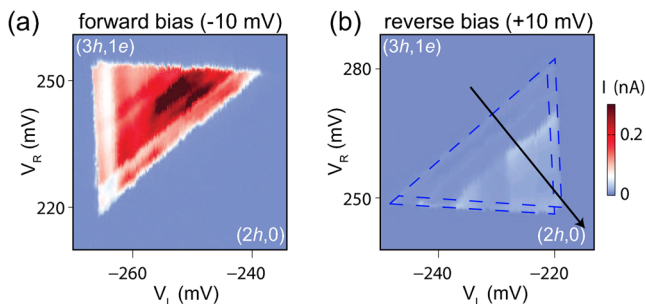 (a) forward bias (-10 mV)
(3h,1e)
250
220
V_R (mV)
(2h,0)
−260
−240
V_L (mV)
(b) reverse bias (+10 mV)
(3h,1e)
280
250
V_R (mV)
(2h,0)
−240
−220
V_L (mV)
I (nA)
0.2
0